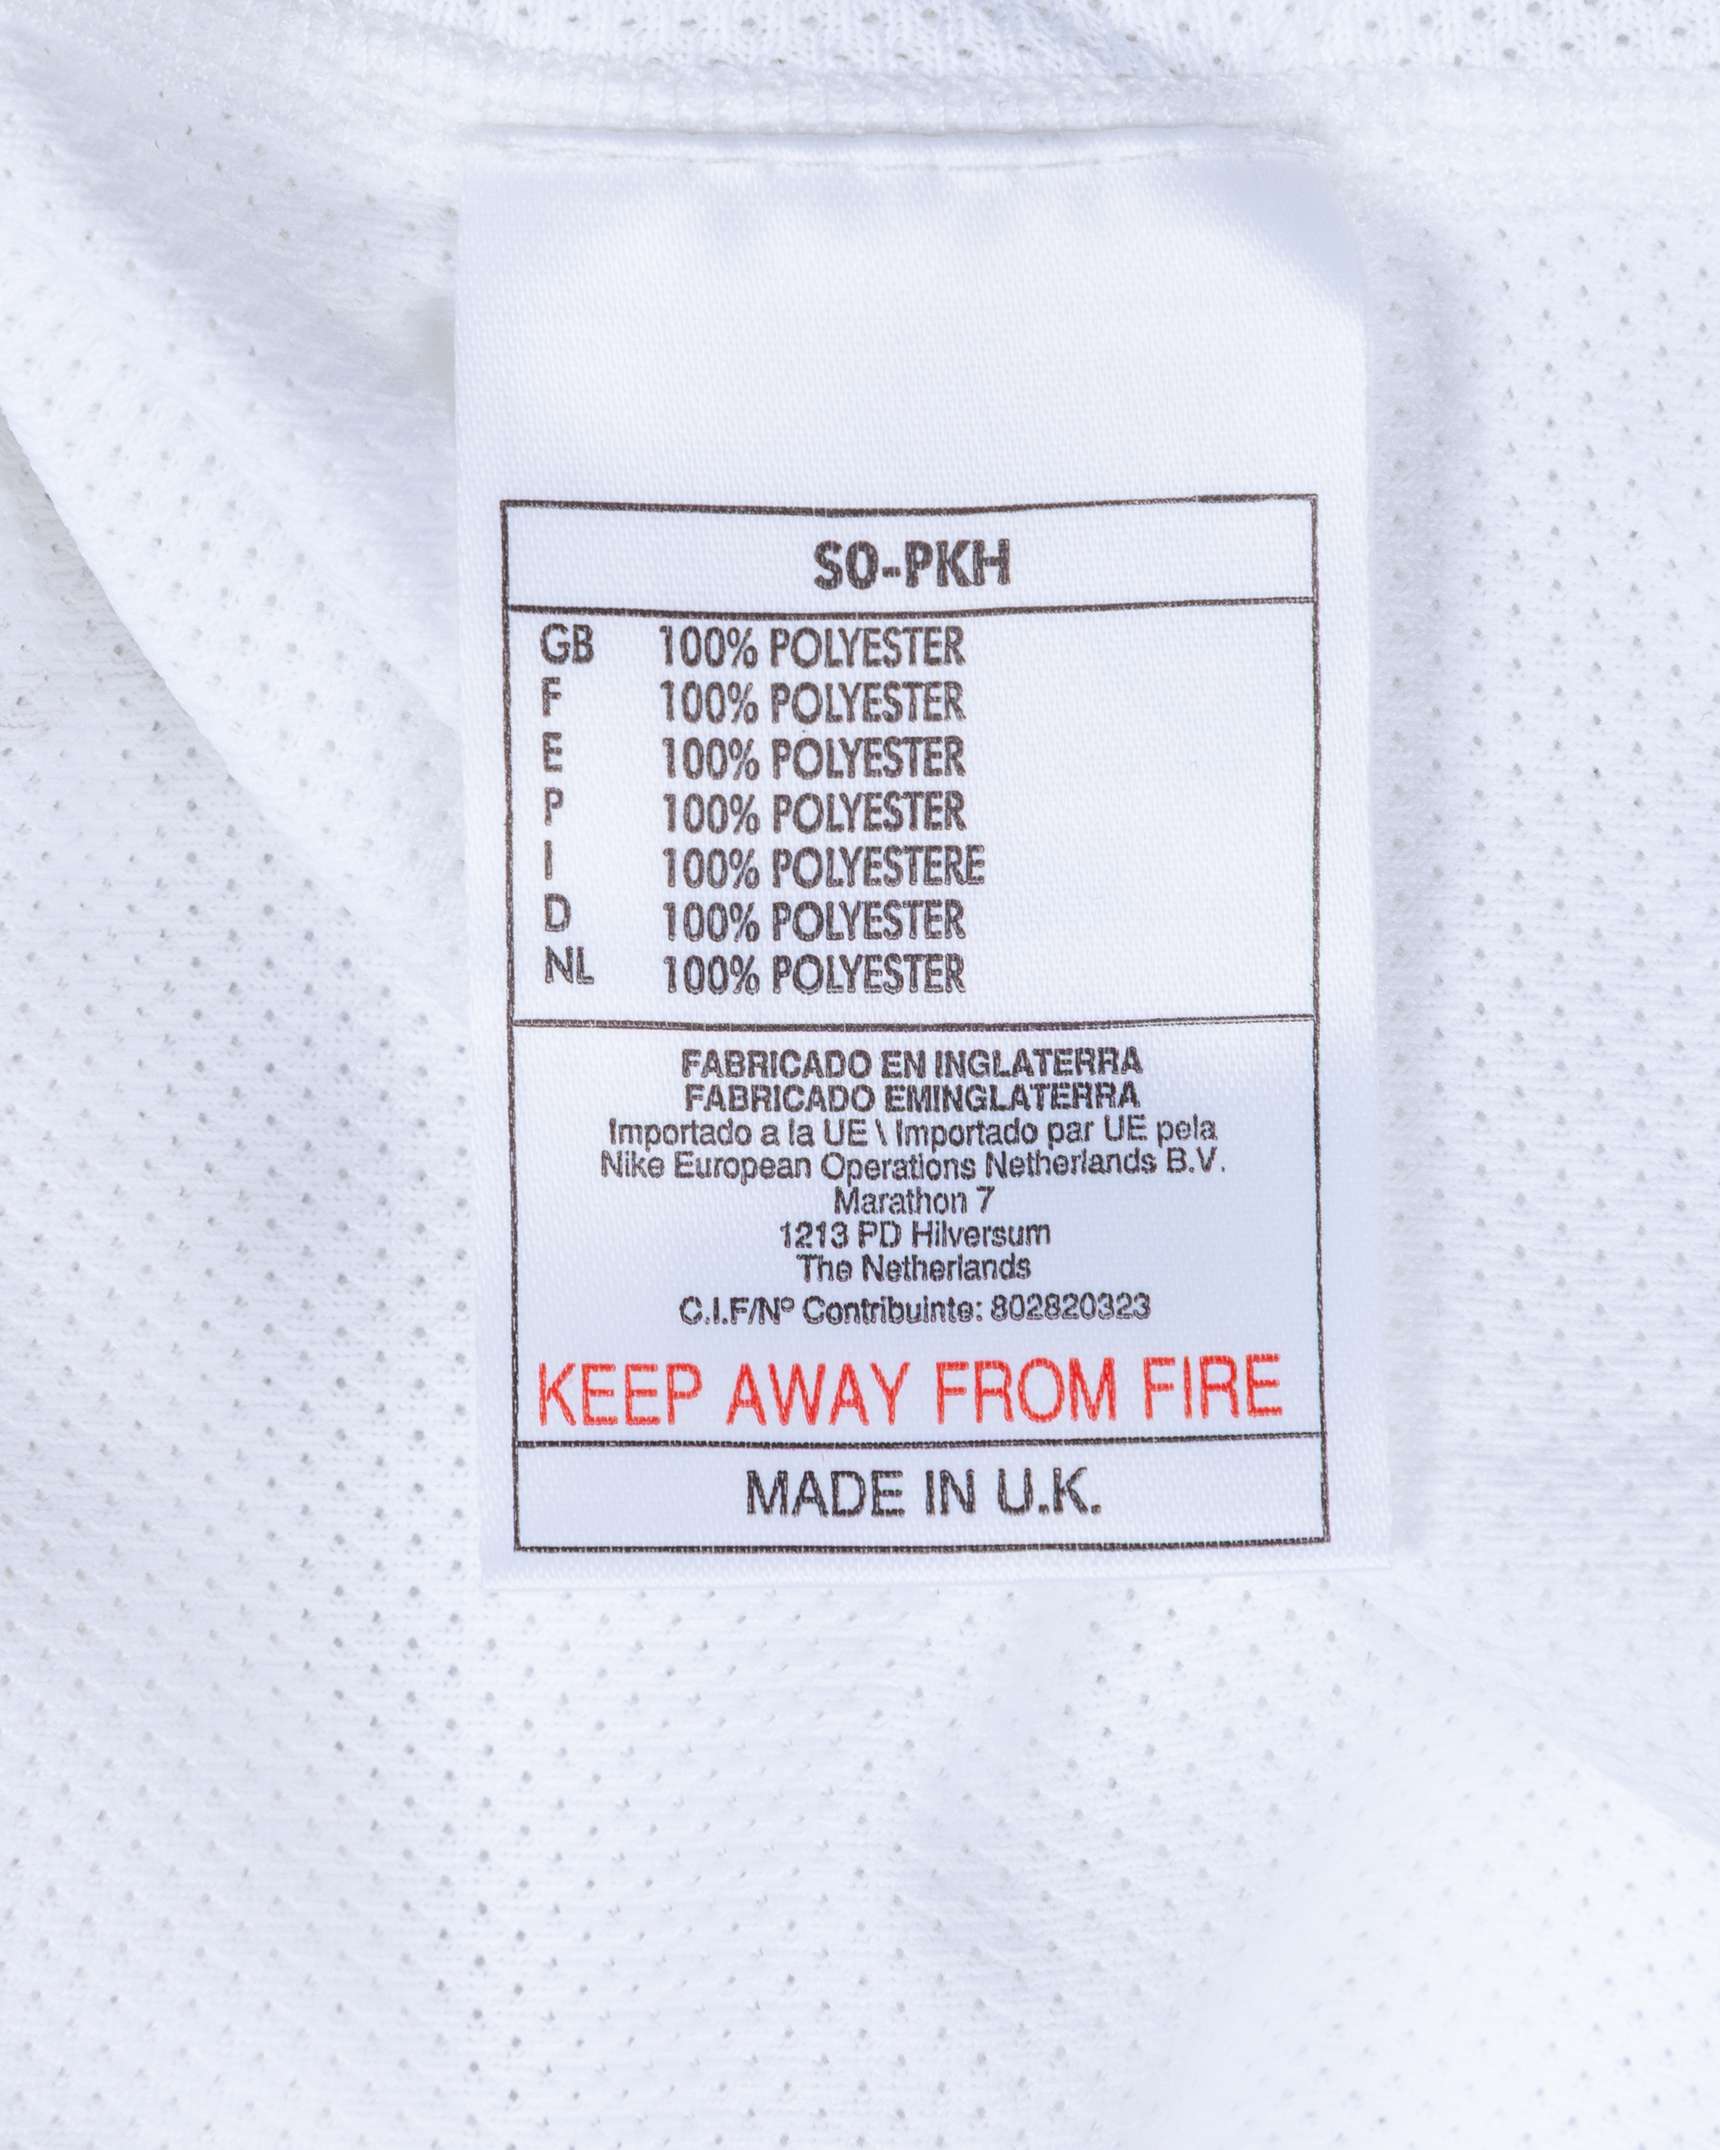 SO-PKH
GB 100% POLYESTER
F 100% POLYESTER
E 100% POLYESTER
P 100% POLYESTER
I 100% POLYESTERE
D 100% POLYESTER
NL 100% POLYESTER
FABRICADO EN INGLATERRA
FABRICADO EMINGLATERRA
Importado a la UE \ Importado par UE pela
Nike European Operations Netherlands B.V.
Marathon 7
1213 PD Hilversum
The Netherlands
C.I.F/Nº Contribuinte: 802820323
KEEP AWAY FROM FIRE
MADE IN U.K.